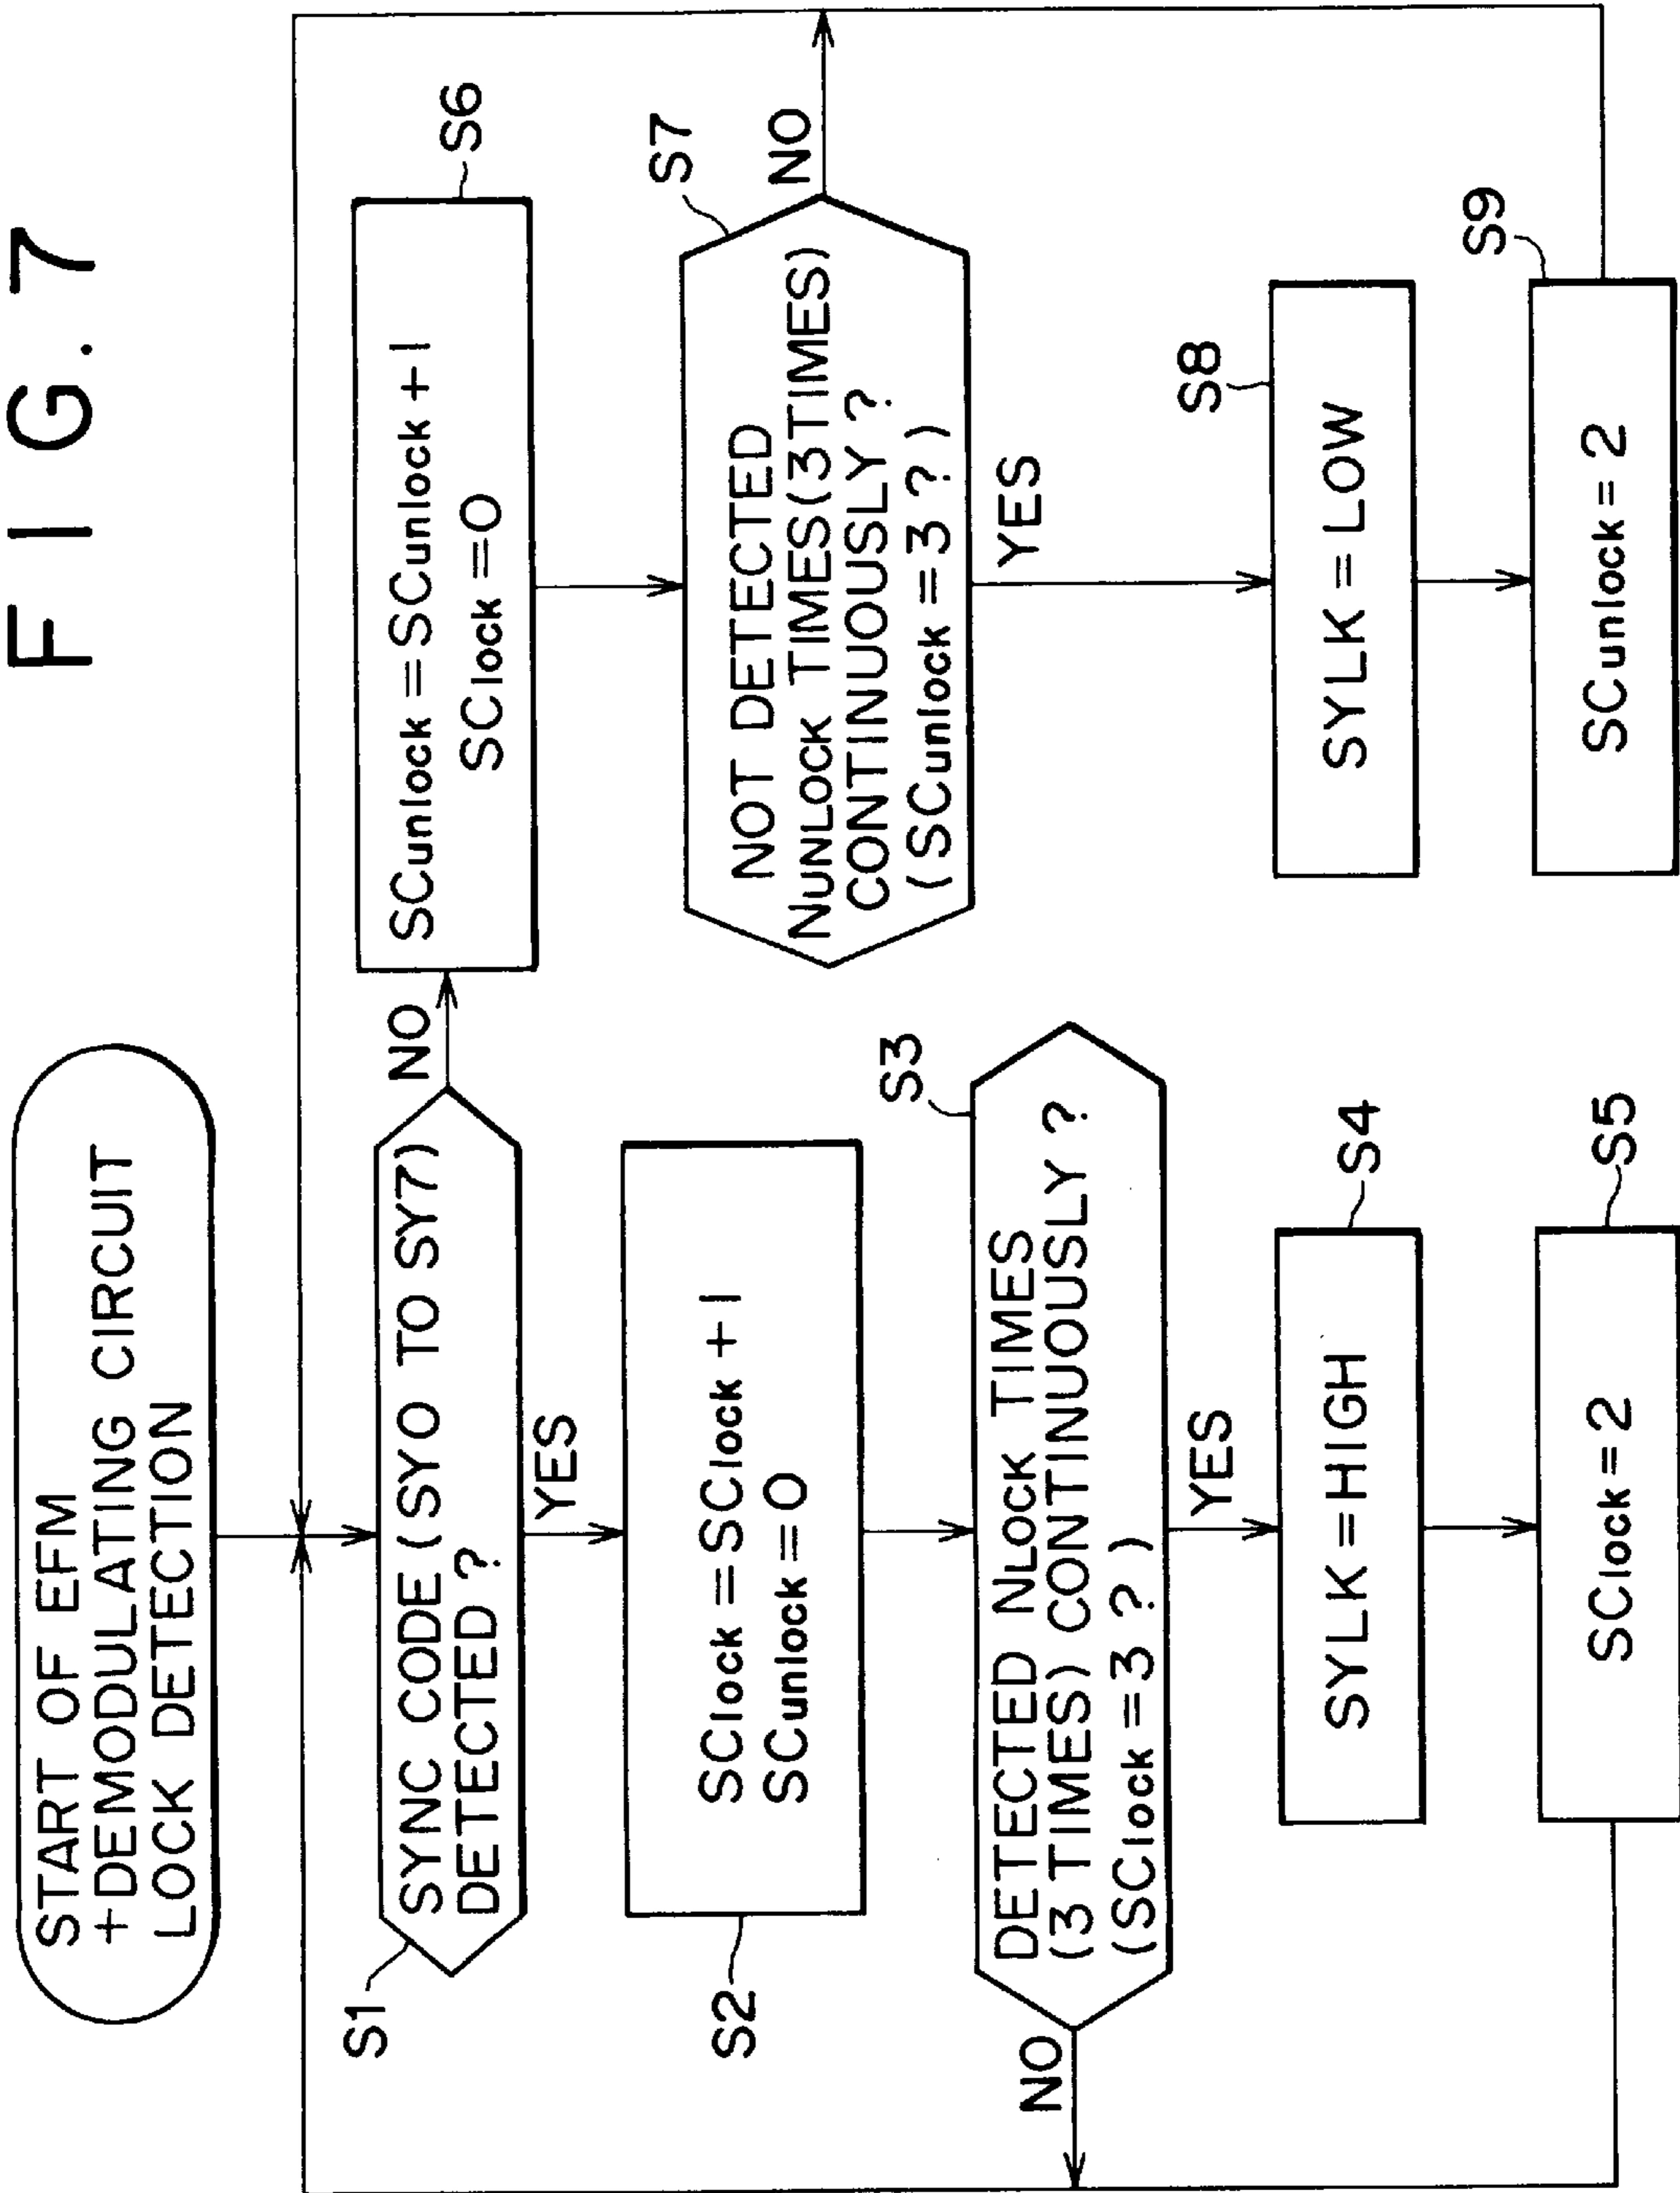 FIG. 7
START OF EFM
+DEMODULATING CIRCUIT
LOCK DETECTION
S1
SYNC CODE (SY0 TO SY7)
DETECTED ?
NO
YES
S2
SClock = SClock + 1
SCunlock = 0
S3
DETECTED NLOCK TIMES
(3 TIMES) CONTINUOUSLY ?
(SClock = 3 ?)
NO
YES
S4
SYLK = HIGH
S5
SClock = 2
S6
SCunlock = SCunlock + 1
SClock = 0
S7
NOT DETECTED
NUNLOCK TIMES (3TIMES)
CONTINUOUSLY ?
(SCunlock = 3 ?)
NO
YES
S8
SYLK = LOW
S9
SCunlock = 2